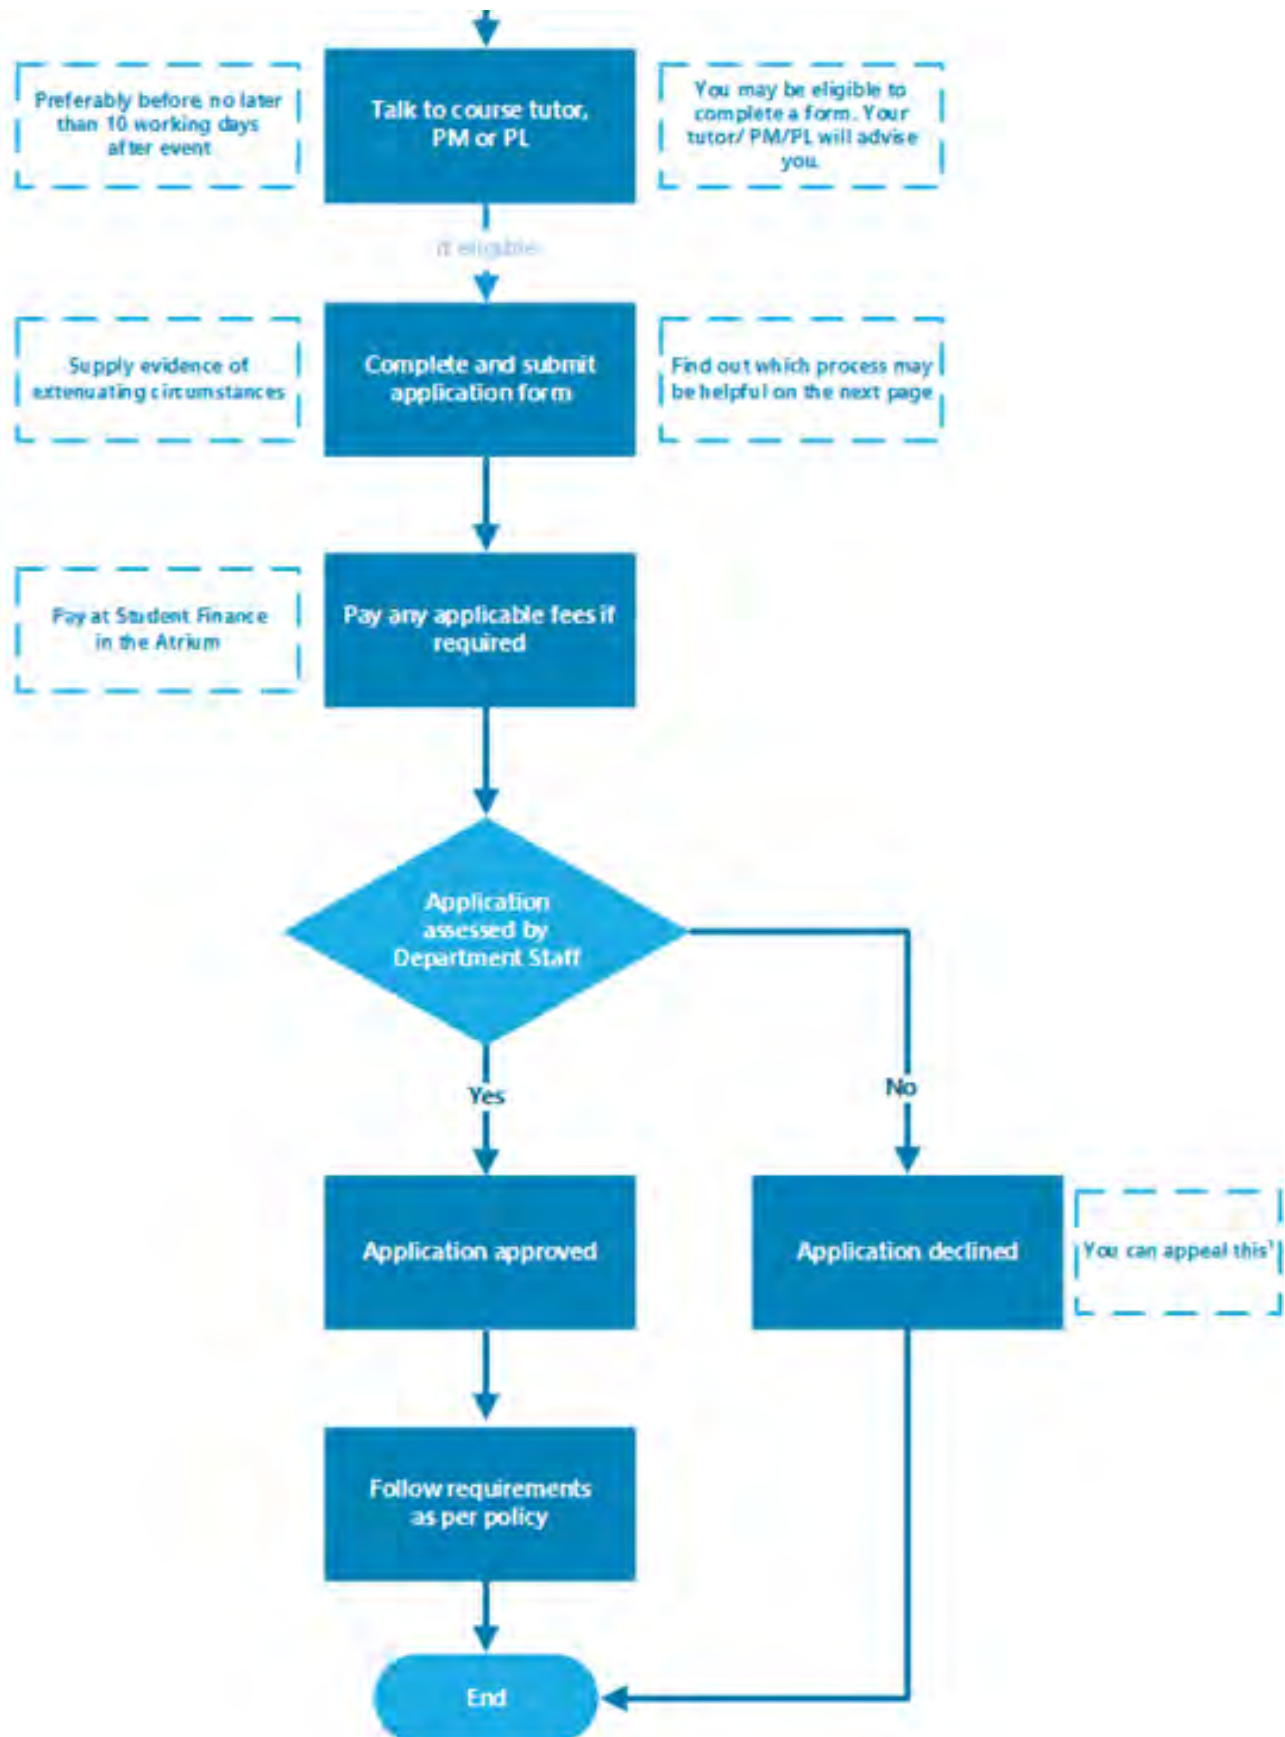 Preferably before, no later
than 10 working days
after event
Talk to course tutor,
PM or PL
You may be eligible to
complete a form. Your
tutor/ PM/PL will advise
you.
if eligible
Supply evidence of
extenuating circumstances
Complete and submit
application form
Find out which process may
be helpful on the next page
Pay at Student Finance
in the Atrium
Pay any applicable fees if
required
Application
assessed by
Department Staff
Yes
No
Application approved
Application declined
You can appeal this¹
Follow requirements
as per policy
End